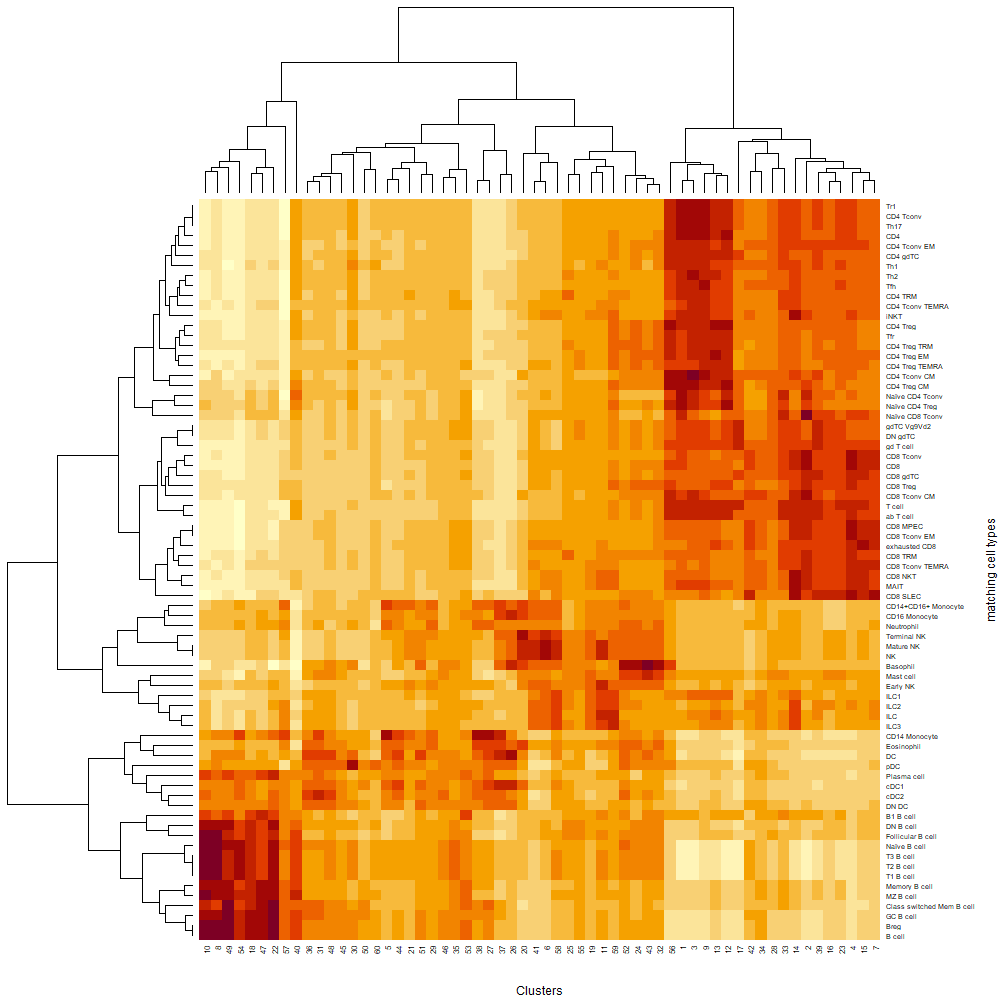 Tr1
CD4 Tconv
Th17
CD4
CD4 Tconv EM
CD4 gdTC
Th1
Th2
Tfh
CD4 TRM
CD4 Tconv TEMRA
iNKT
CD4 Treg
Tfr
CD4 Treg TRM
CD4 Treg EM
CD4 Treg TEMRA
CD4 Tconv CM
CD4 Treg CM
Naive CD4 Tconv
Naive CD4 Treg
Naive CD8 Tconv
gdTC Vg9Vd2
DN gdTC
gd T cell
CD8 Tconv
CD8
CD8 gdTC
CD8 Treg
CD8 Tconv CM
T cell
ab T cell
CD8 MPEC
CD8 Tconv EM
exhausted CD8
CD8 TRM
CD8 Tconv TEMRA
CD8 NKT
MAIT
CD8 SLEC
CD14+CD16+ Monocyte
CD16 Monocyte
Neutrophil
Terminal NK
Mature NK
NK
Basophil
Mast cell
Early NK
ILC1
ILC2
ILC
ILC3
CD14 Monocyte
Eosinophil
DC
pDC
Plasma cell
cDC1
cDC2
DN DC
B1 B cell
DN B cell
Follicular B cell
Naive B cell
T3 B cell
T2 B cell
T1 B cell
Memory B cell
MZ B cell
Class switched Mem B cell
GC B cell
Breg
B cell
matching cell types
10 8 49 54 18 47 22 57 40 36 31 48 45 30 50 60 5 44 21 51 29 46 35 53 38 27 37 26 20 41 6 58 25 55 19 11 59 52 24 43 32 56 1 3 9 13 12 17 42 34 28 33 14 2 39 16 23 4 15 7
Clusters